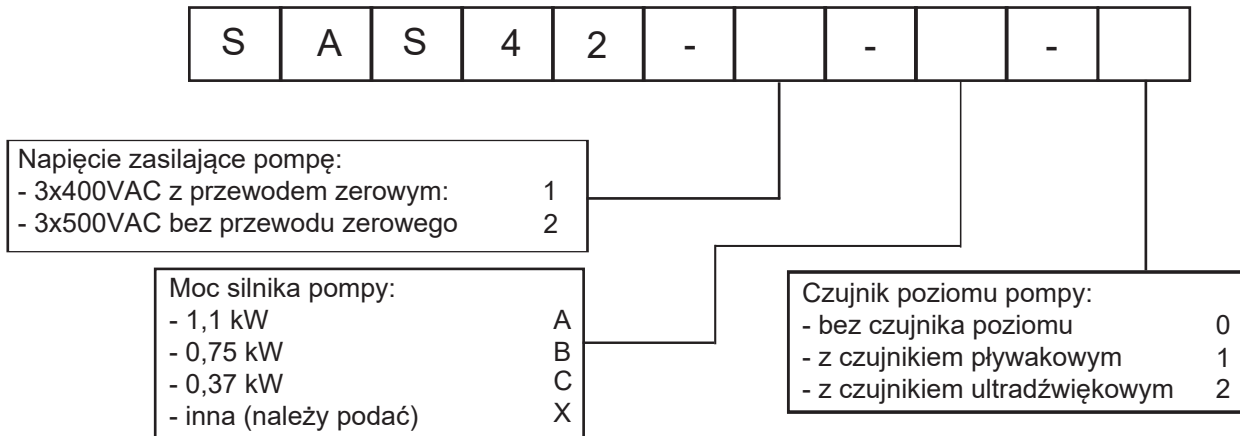 S A S 4 2 - - -
Napięcie zasilające pompę:
- 3x400VAC z przewodem zerowym: 1
- 3x500VAC bez przewodu zerowego 2
Moc silnika pompy:
- 1,1 kW A
- 0,75 kW B
- 0,37 kW C
- inna (należy podać) X
Czujnik poziomu pompy:
- bez czujnika poziomu 0
- z czujnikiem pływakowym 1
- z czujnikiem ultradźwiękowym 2